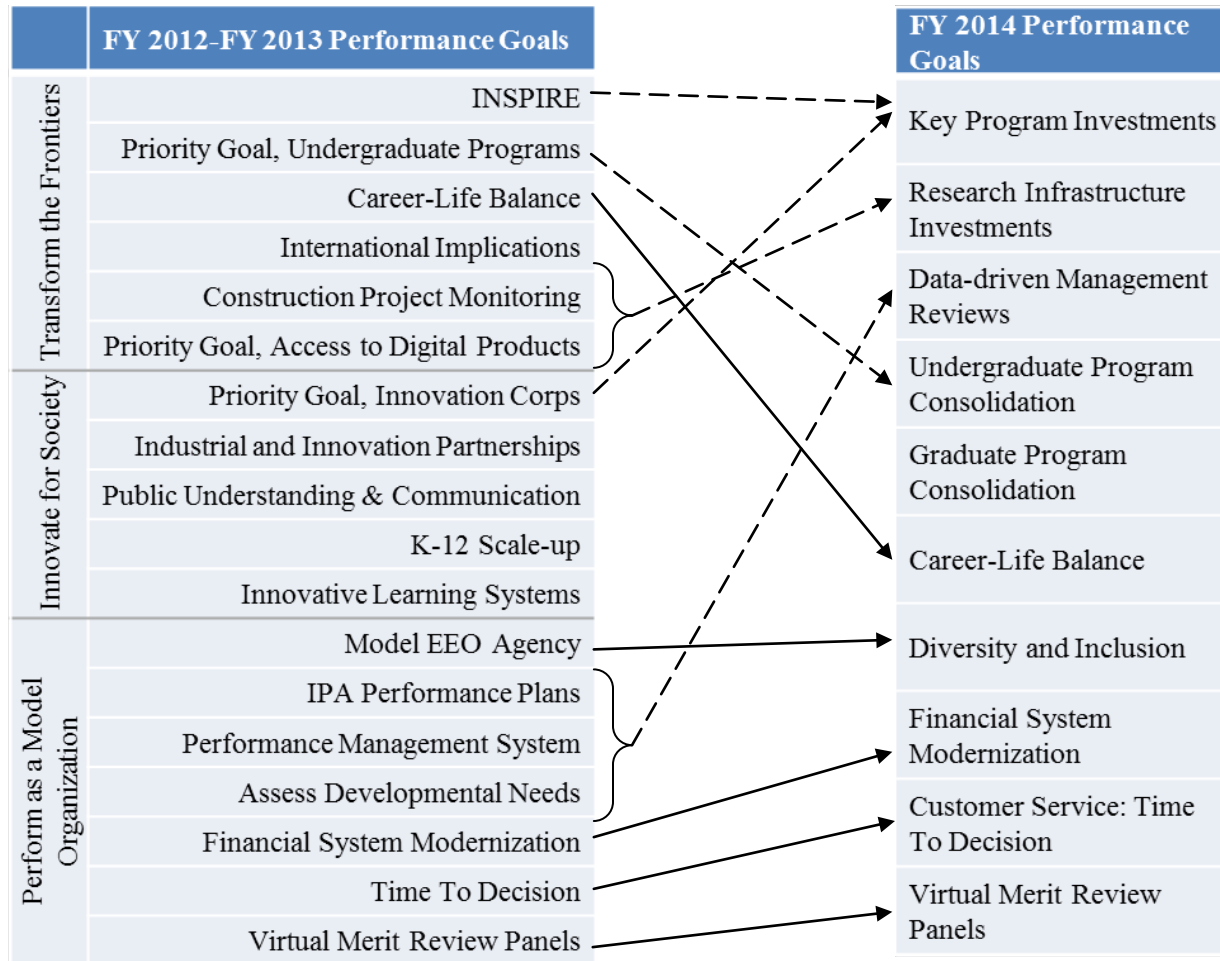 FY 2012-FY 2013 Performance Goals
Transform the Frontiers
INSPIRE
Priority Goal, Undergraduate Programs
Career-Life Balance
International Implications
Construction Project Monitoring
Priority Goal, Access to Digital Products
Innovate for Society
Priority Goal, Innovation Corps
Industrial and Innovation Partnerships
Public Understanding & Communication
K-12 Scale-up
Innovative Learning Systems
Perform as a Model
Organization
Model EEO Agency
IPA Performance Plans
Performance Management System
Assess Developmental Needs
Financial System Modernization
Time To Decision
Virtual Merit Review Panels
FY 2014 Performance
Goals
Key Program Investments
Research Infrastructure
Investments
Data-driven Management
Reviews
Undergraduate Program
Consolidation
Graduate Program
Consolidation
Career-Life Balance
Diversity and Inclusion
Financial System
Modernization
Customer Service: Time
To Decision
Virtual Merit Review
Panels